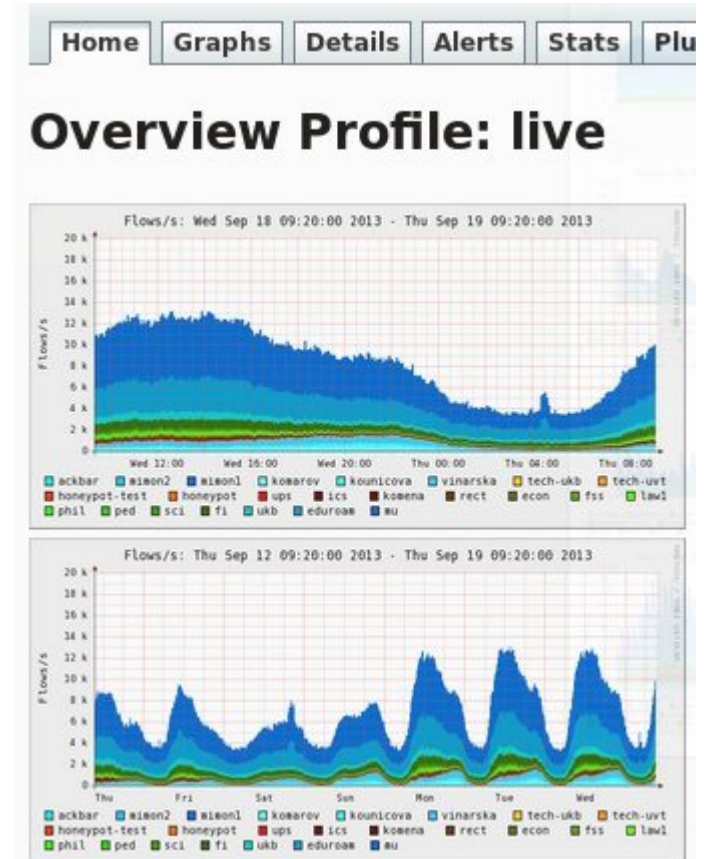 Home Graphs Details Alerts Stats Plu
Overview Profile: live
Flows/s: Wed Sep 18 09:20:00 2013 - Thu Sep 19 09:20:00 2013
20 k
18 k
16 k
14 k
12 k
10 k
8 k
6 k
4 k
2 k
0
Flows/s
Wed 12:00 Wed 16:00 Wed 20:00 Thu 00:00 Thu 04:00 Thu 08:00
ackbar mimon2 mimon1 komarov kounicova vinarska tech-ukb tech-uvt
honeypot-test honeypot ups ics komena rect econ fss law1
phil ped sci fi ukb eduroam mu
Flows/s: Thu Sep 12 09:20:00 2013 - Thu Sep 19 09:20:00 2013
20 k
18 k
16 k
14 k
12 k
10 k
8 k
6 k
4 k
2 k
0
Flows/s
Thu Fri Sat Sun Mon Tue Wed
ackbar mimon2 mimon1 komarov kounicova vinarska tech-ukb tech-uvt
honeypot-test honeypot ups ics komena rect econ fss law1
phil ped sci fi ukb eduroam mu